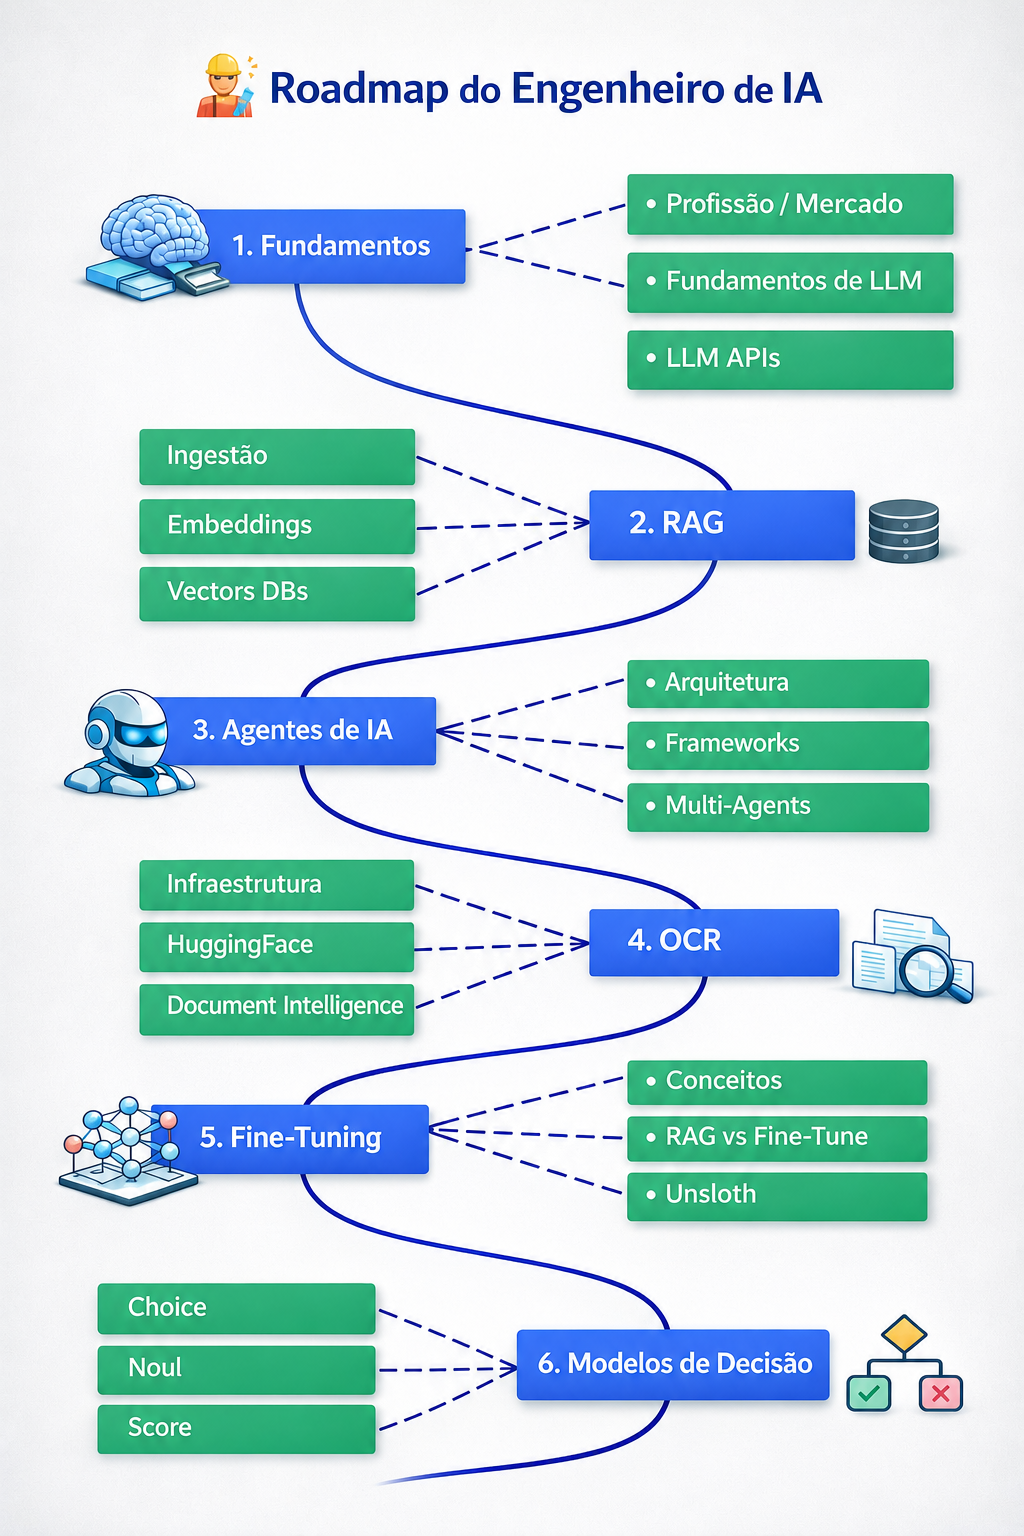 Roadmap do Engenheiro de IA
1. Fundamentos
• Profissão / Mercado
• Fundamentos de LLM
• LLM APIs
2. RAG
Ingestão
Embeddings
Vectors DBs
3. Agentes de IA
• Arquitetura
• Frameworks
• Multi-Agents
4. OCR
Infraestrutura
HuggingFace
Document Intelligence
5. Fine-Tuning
• Conceitos
• RAG vs Fine-Tune
• Unsloth
6. Modelos de Decisão
Choice
Noul
Score